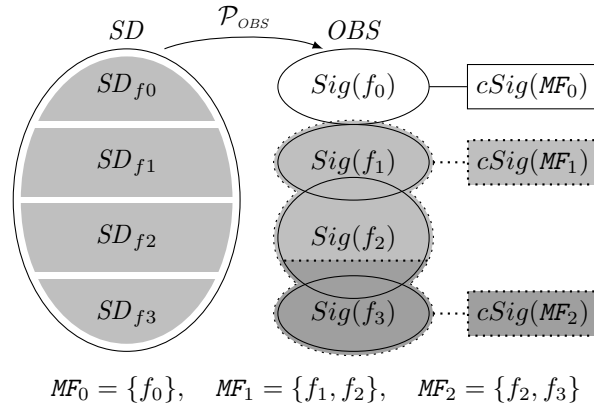 SD 𝒫_OBS OBS
SD_f0 Sig(f_0) cSig(MF_0)
SD_f1 Sig(f_1) cSig(MF_1)
SD_f2 Sig(f_2)
SD_f3 Sig(f_3) cSig(MF_2)
MF_0 = {f_0}, MF_1 = {f_1, f_2}, MF_2 = {f_2, f_3}